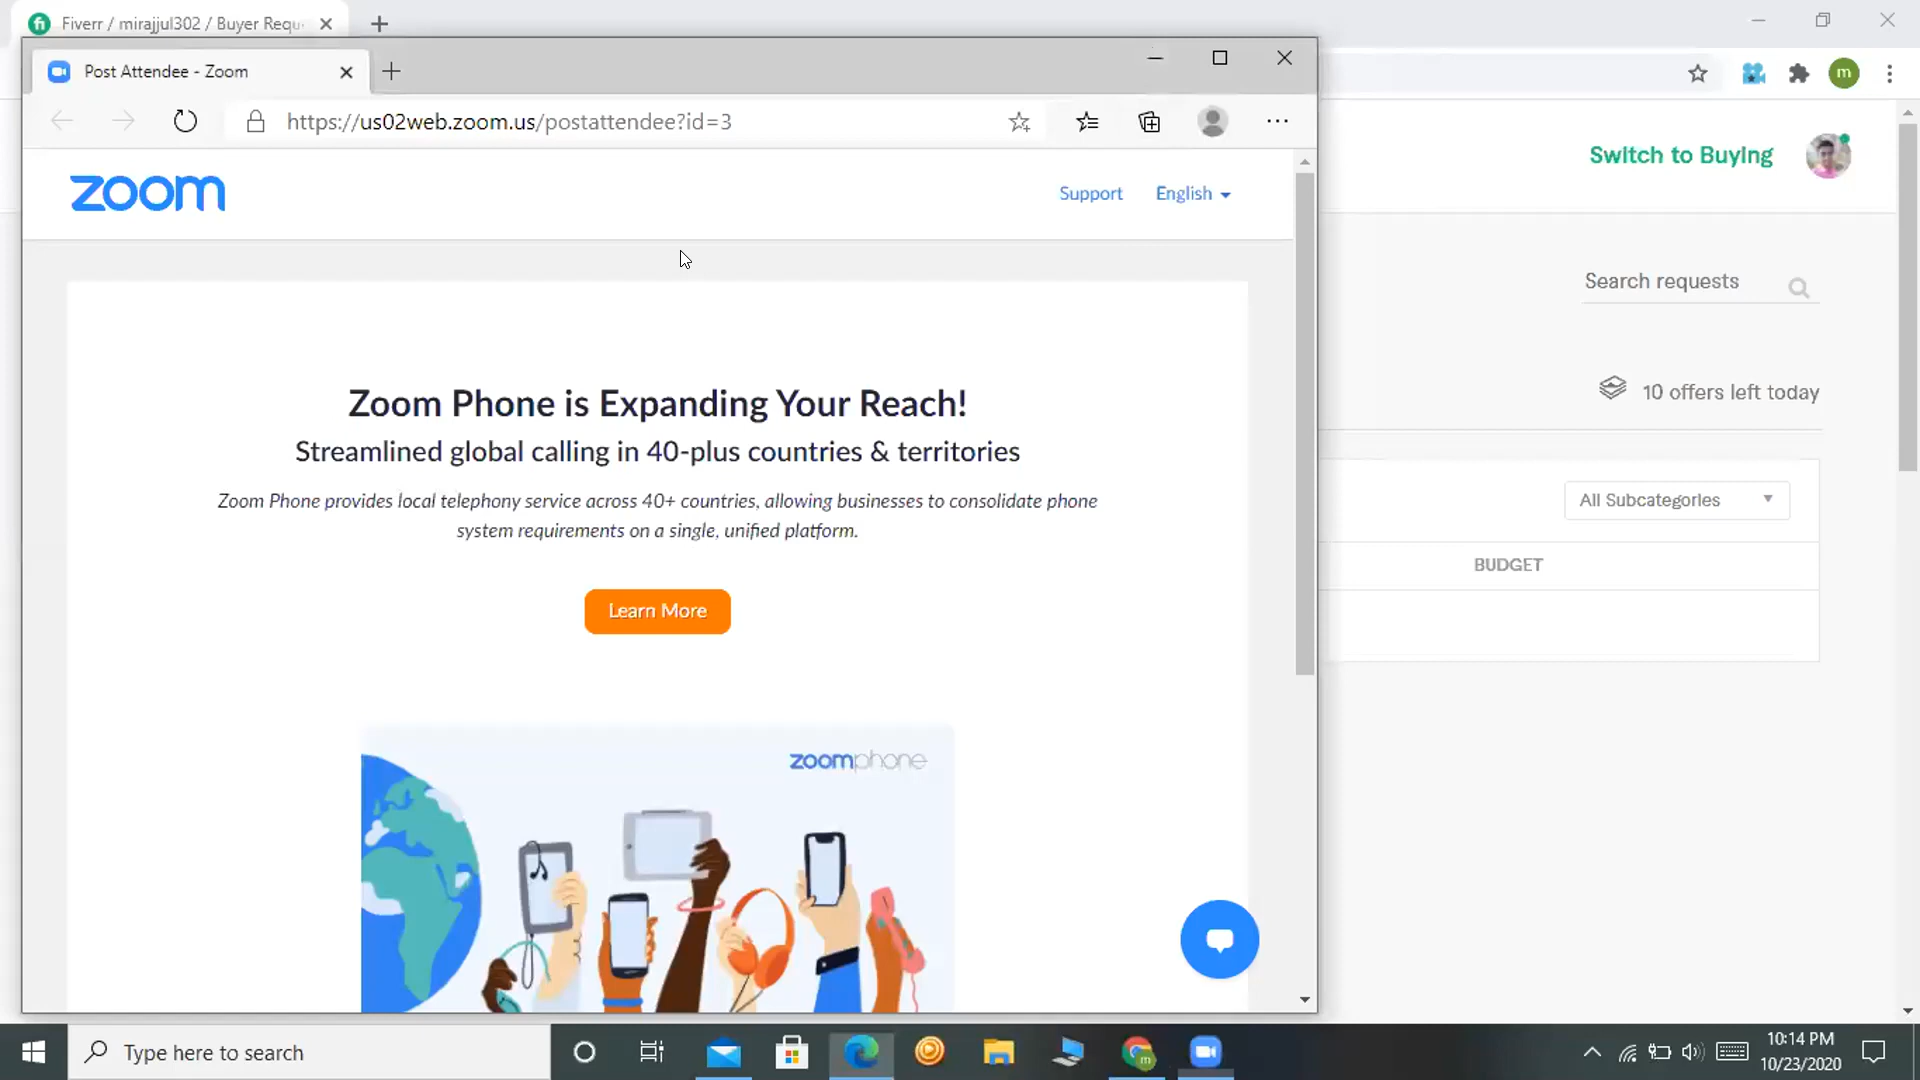 Fiverr / mirajjul302 / Buyer Requ
Post Attendee - Zoom
https://us02web.zoom.us/postattendee?id=3
m
zoom
Support
English
Switch to Buying
Search requests
10 offers left today
All Subcategories
BUDGET
Zoom Phone is Expanding Your Reach!
Streamlined global calling in 40-plus countries & territories
Zoom Phone provides local telephony service across 40+ countries, allowing businesses to consolidate phone
system requirements on a single, unified platform.
Learn More
zoomphone
Type here to search
m
10:14 PM
10/23/2020